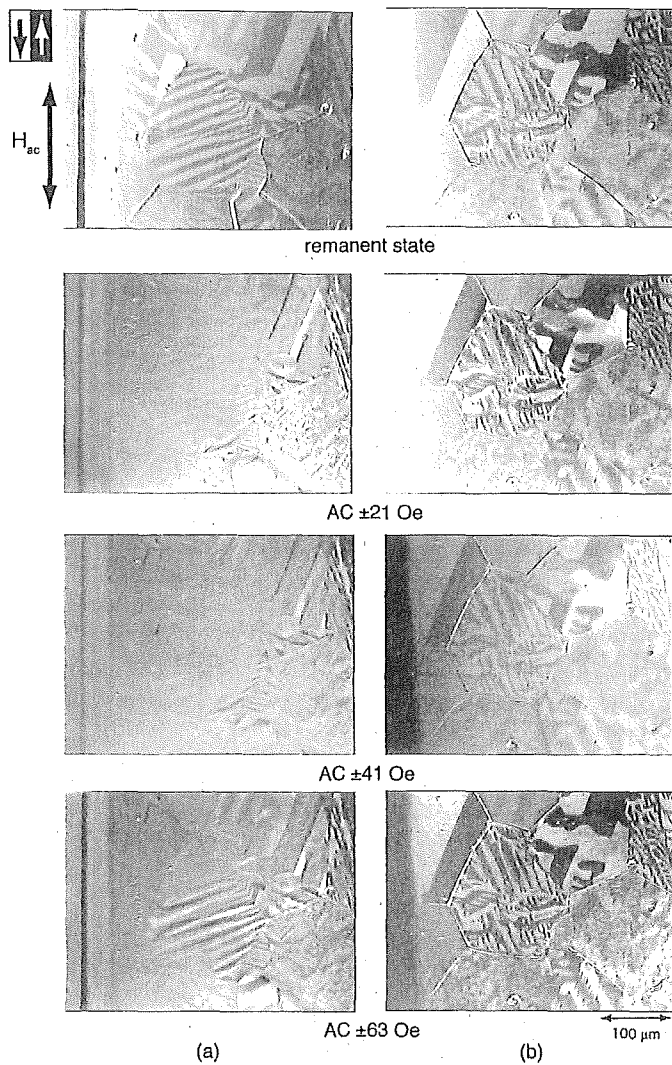 H_ac
remanent state
AC ±21 Oe
AC ±41 Oe
AC ±63 Oe
100 µm
(a)
(b)